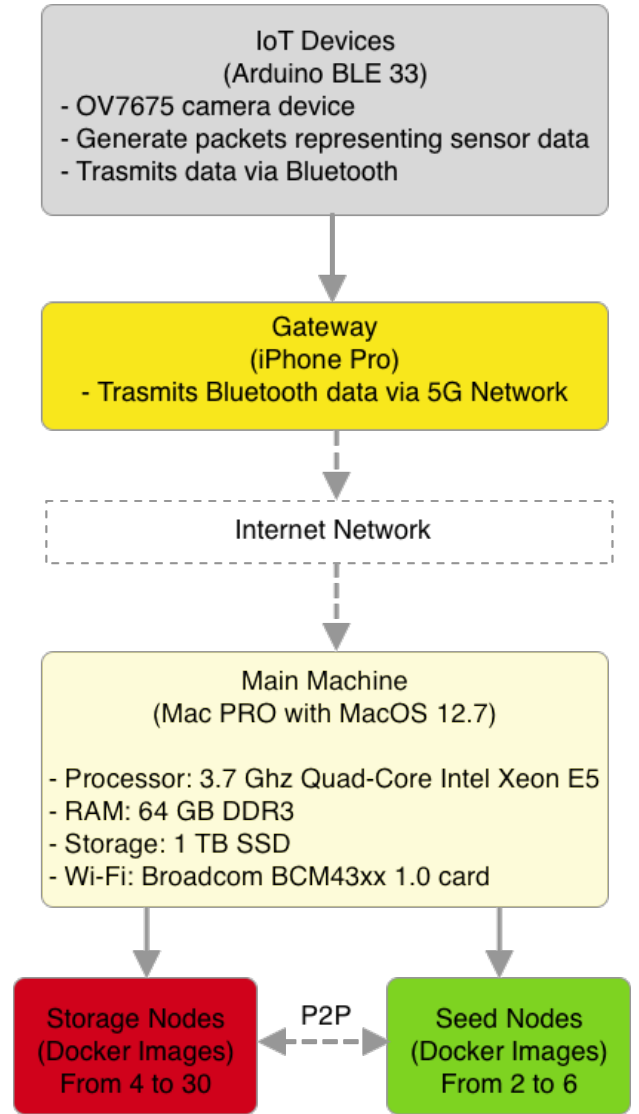 IoT Devices
(Arduino BLE 33)
- OV7675 camera device
- Generate packets representing sensor data
- Trasmits data via Bluetooth
Gateway
(iPhone Pro)
- Trasmits Bluetooth data via 5G Network
Internet Network
Main Machine
(Mac PRO with MacOS 12.7)
- Processor: 3.7 Ghz Quad-Core Intel Xeon E5
- RAM: 64 GB DDR3
- Storage: 1 TB SSD
- Wi-Fi: Broadcom BCM43xx 1.0 card
Storage Nodes
(Docker Images)
From 4 to 30
P2P
Seed Nodes
(Docker Images)
From 2 to 6